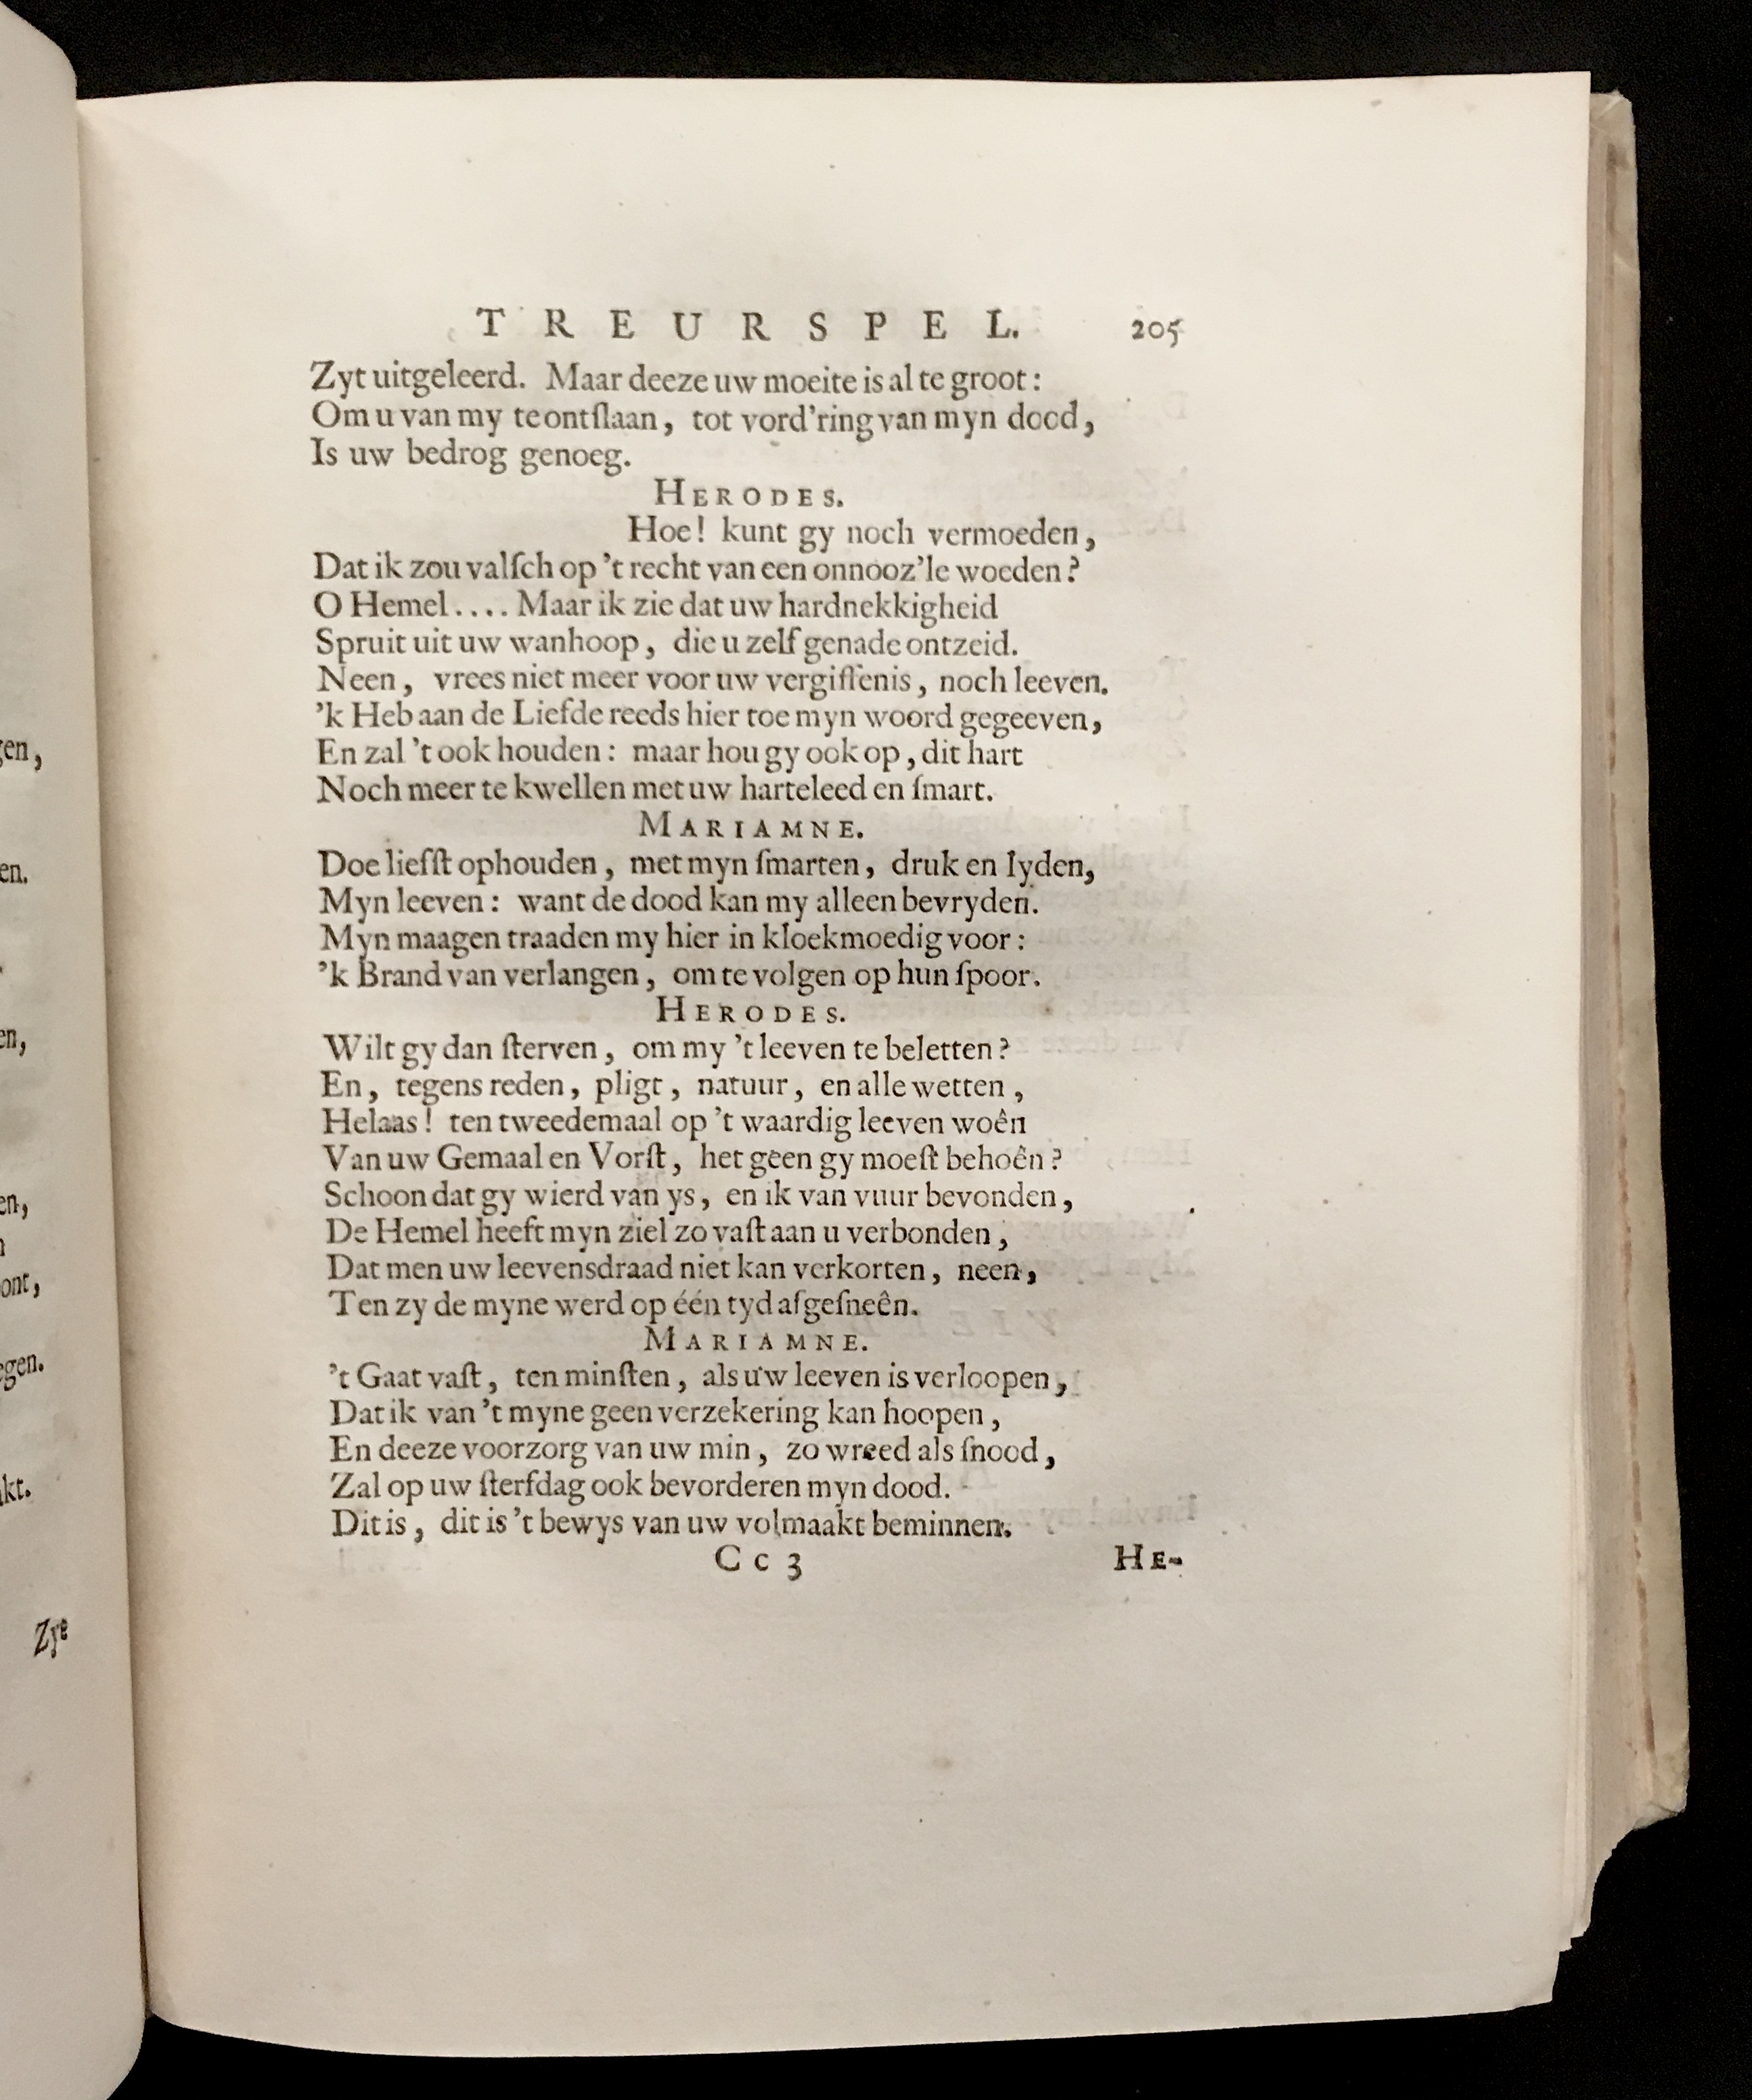 TREURSPEL. 205
Zyt uitgeleerd. Maar deeze uw moeite is al te groot:
Om u van my te ontſlaan, tot vord'ring van myn dood,
Is uw bedrog genoeg.
HERODES.
Hoe! kunt gy noch vermoeden,
Dat ik zou valſch op 't recht van een onnooz'le woeden?
O Hemel.... Maar ik zie dat uw hardnekkigheid
Spruit uit uw wanhoop, die u zelf genade ontzeid.
Neen, vrees niet meer voor uw vergiffenis, noch leeven.
'k Heb aan de Liefde reeds hier toe myn woord gegeeven,
En zal 't ook houden: maar hou gy ook op, dit hart
Noch meer te kwellen met uw harteleed en ſmart.
MARIAMNE.
Doe liefſt ophouden, met myn ſmarten, druk en lyden,
Myn leeven: want de dood kan my alleen bevryden.
Myn maagen traaden my hier in kloekmoedig voor:
'k Brand van verlangen, om te volgen op hun ſpoor.
HERODES.
Wilt gy dan ſterven, om my 't leeven te beletten?
En, tegens reden, pligt, natuur, en alle wetten,
Helaas! ten tweedemaal op 't waardig leeven woên
Van uw Gemaal en Vorſt, het geen gy moeſt behoên?
Schoon dat gy wierd van ys, en ik van vuur bevonden,
De Hemel heeft myn ziel zo vaſt aan u verbonden,
Dat men uw leevensdraad niet kan verkorten, neen,
Ten zy de myne werd op één tyd afgeſneên.
MARIAMNE.
't Gaat vaſt, ten minſten, als uw leeven is verloopen,
Dat ik van 't myne geen verzekering kan hoopen,
En deeze voorzorg van uw min, zo wreed als ſnood,
Zal op uw ſterfdag ook bevorderen myn dood.
Dit is, dit is 't bewys van uw volmaakt beminnen.
Cc 3 HE-